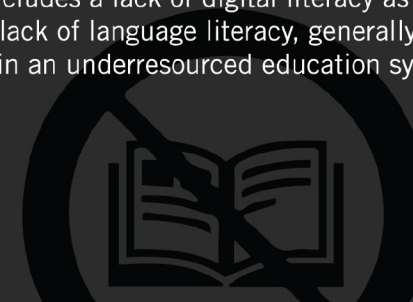 a lack of digital literacy as
lack of language literacy, generally
in an underresourced education